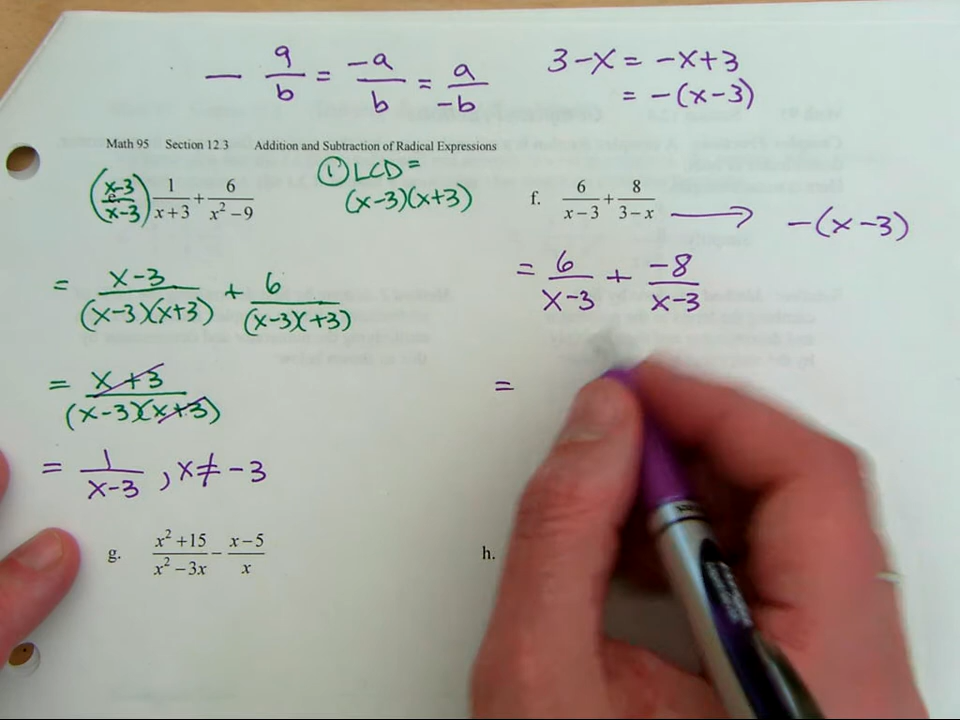 - a/b = -a/b = a/-b
3-x = -x+3
= -(x-3)
Math 95 Section 12.3 Addition and Subtraction of Radical Expressions
① LCD =
(x-3)(x+3)
(x-3/x-3) 1/x+3 + 6/x²-9
= x-3/(x-3)(x+3) + 6/(x-3)(+3)
= x+3/(x-3)(x+3)
= 1/x-3 , x≠-3
f. 6/x-3 + 8/3-x → -(x-3)
= 6/x-3 + -8/x-3
=
g. x²+15/x²-3x - x-5/x
h.